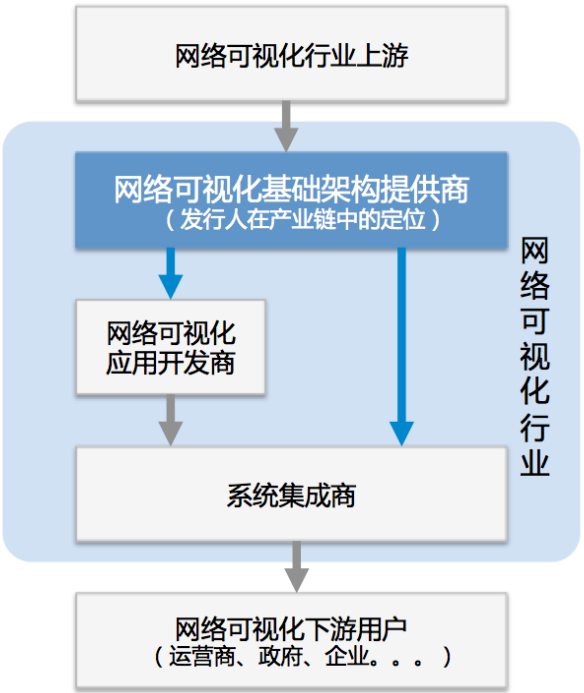 网络可视化行业上游
网络可视化基础架构提供商
（发行人在产业链中的定位）
网络可视化
应用开发商
系统集成商
网络可视化行业
网络可视化下游用户
（运营商、政府、企业。。。）